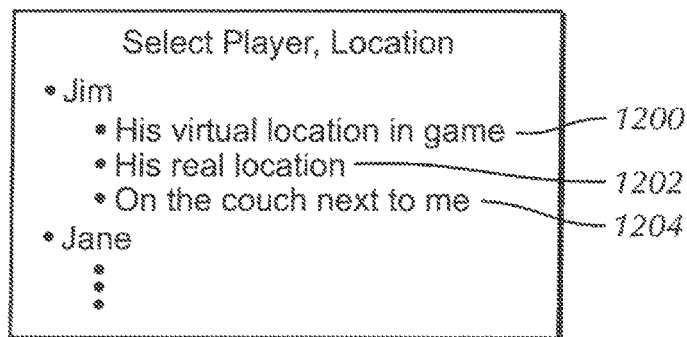 Select Player, Location
• Jim
• His virtual location in game 1200
• His real location 1202
• On the couch next to me 1204
• Jane
•
•
•